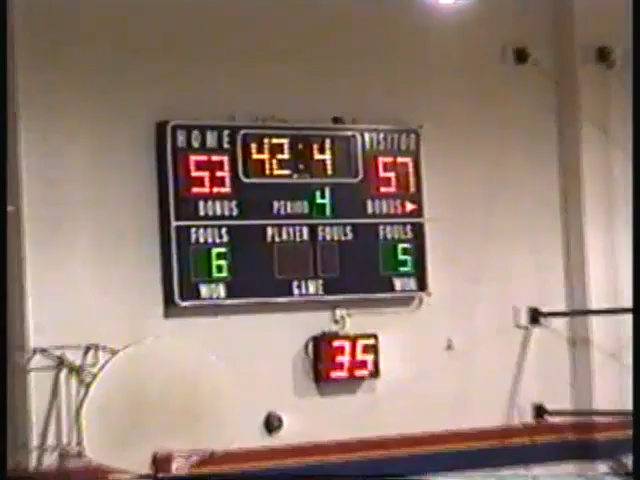 HOME 42:4 VISITOR
53 57
BONUS PERIOD 4 BONUS
FOULS PLAYER FOULS FOULS
6 5
WON GAME WON
35